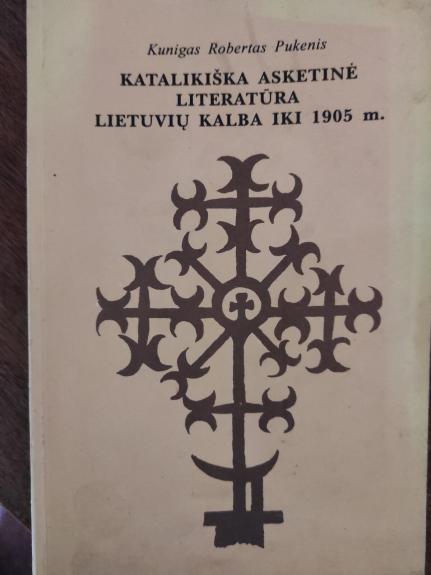 Kunigas Robertas Pukenis
KATALIKIŠKA ASKETINĖ
LITERATŪRA
LIETUVIŲ KALBA IKI 1905 m.